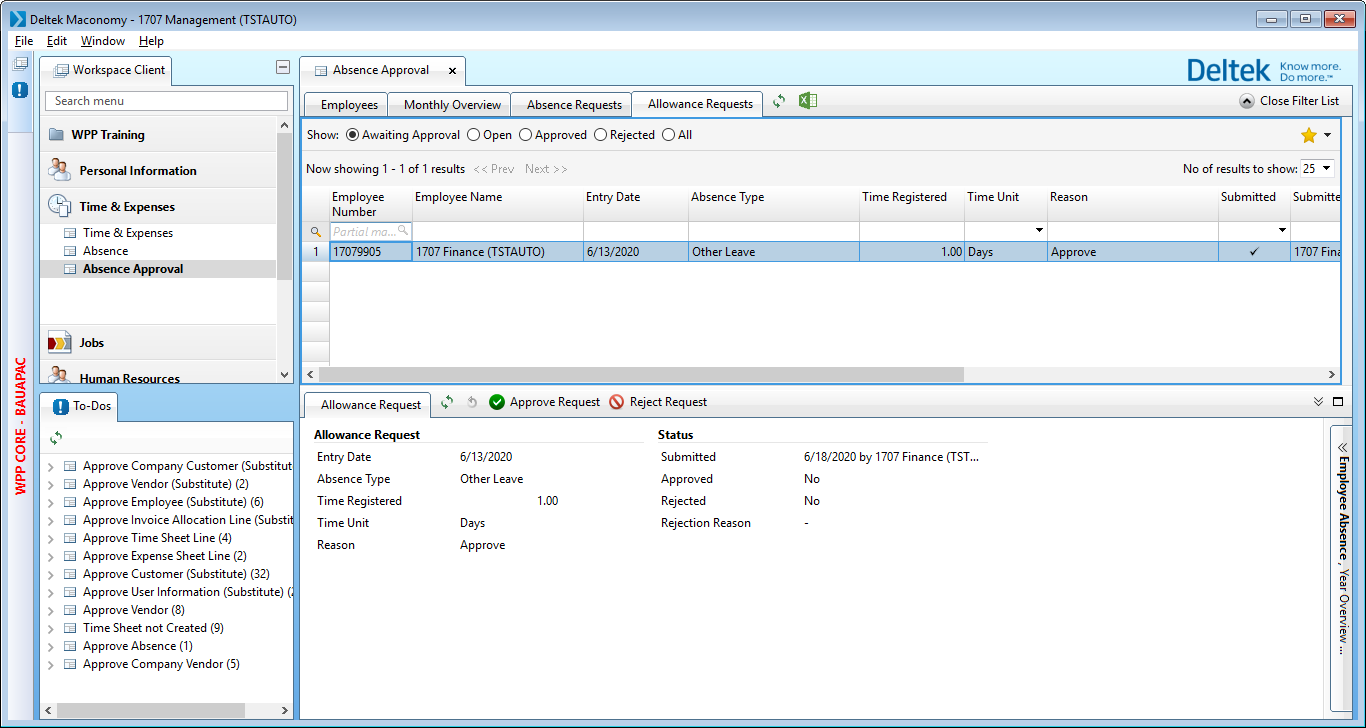 Deltek Maconomy - 1707 Management (TSTAUTO)
File Edit Window Help
WPP CORE - BAUAPAC
Workspace Client
Search menu
WPP Training
Personal Information
Time & Expenses
Time & Expenses
Absence
Absence Approval
Jobs
Human Resources
To-Dos
Approve Company Customer (Substitut
Approve Vendor (Substitute) (2)
Approve Employee (Substitute) (6)
Approve Invoice Allocation Line (Substit
Approve Time Sheet Line (4)
Approve Expense Sheet Line (2)
Approve Customer (Substitute) (32)
Approve User Information (Substitute) (2
Approve Vendor (8)
Time Sheet not Created (9)
Approve Absence (1)
Approve Company Vendor (5)
Absence Approval
Deltek Know more.
Do more.™
Employees Monthly Overview Absence Requests Allowance Requests Close Filter List
Show: Awaiting Approval Open Approved Rejected All
Now showing 1 - 1 of 1 results << Prev Next >> No of results to show: 25
Employee Number Employee Name Entry Date Absence Type Time Registered Time Unit Reason Submitted Submitte
Partial ma...
1 17079905 1707 Finance (TSTAUTO) 6/13/2020 Other Leave 1.00 Days Approve ✓ 1707 Fina
Allowance Request Approve Request Reject Request
Allowance Request Status
Entry Date 6/13/2020 Submitted 6/18/2020 by 1707 Finance (TST...
Absence Type Other Leave Approved No
Time Registered 1.00 Rejected No
Time Unit Days Rejection Reason -
Reason Approve
Employee Absence , Year Overview ...